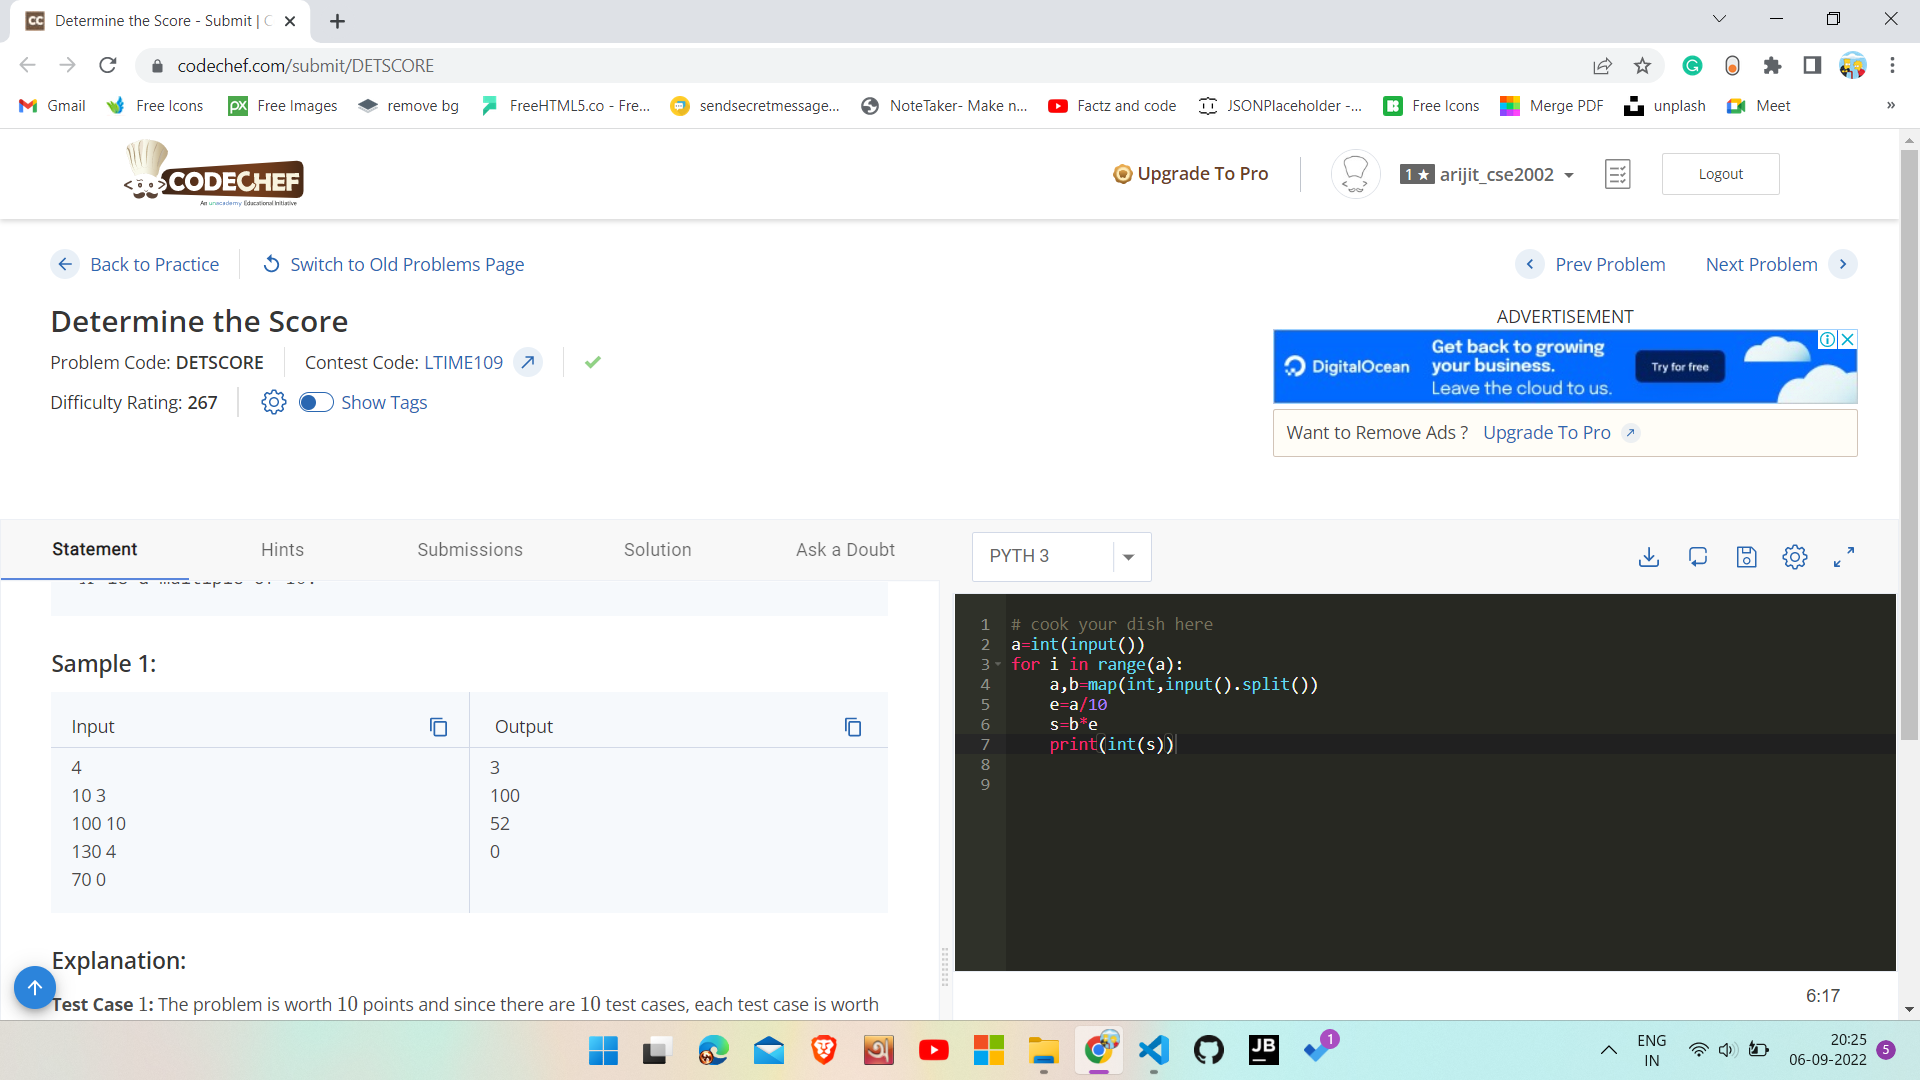 Determine the Score - Submit | C
codechef.com/submit/DETSCORE
Gmail Free Icons Free Images remove bg FreeHTML5.co - Fre... sendsecretmessage... NoteTaker- Make n... Factz and code JSONPlaceholder -... Free Icons Merge PDF unplash Meet »
CODECHEF
An unacademy Educational Initiative
Upgrade To Pro 1★ arijit_cse2002 Logout
Back to Practice Switch to Old Problems Page Prev Problem Next Problem
Determine the Score
ADVERTISEMENT
Problem Code: DETSCORE Contest Code: LTIME109
DigitalOcean Get back to growing
your business.
Leave the cloud to us.
Try for free
Difficulty Rating: 267 Show Tags
Want to Remove Ads ? Upgrade To Pro
Statement Hints Submissions Solution Ask a Doubt
PYTH 3
X is a multiple of 10.
Sample 1:
Input Output
4 3
10 3 100
100 10 52
130 4 0
70 0
Explanation:
Test Case 1: The problem is worth 10 points and since there are 10 test cases, each test case is worth
1 # cook your dish here
2 a=int(input())
3 for i in range(a):
4 a,b=map(int,input().split())
5 e=a/10
6 s=b*e
7 print(int(s))
8
9
6:17
JB
1
ENG
IN
20:25
06-09-2022
5